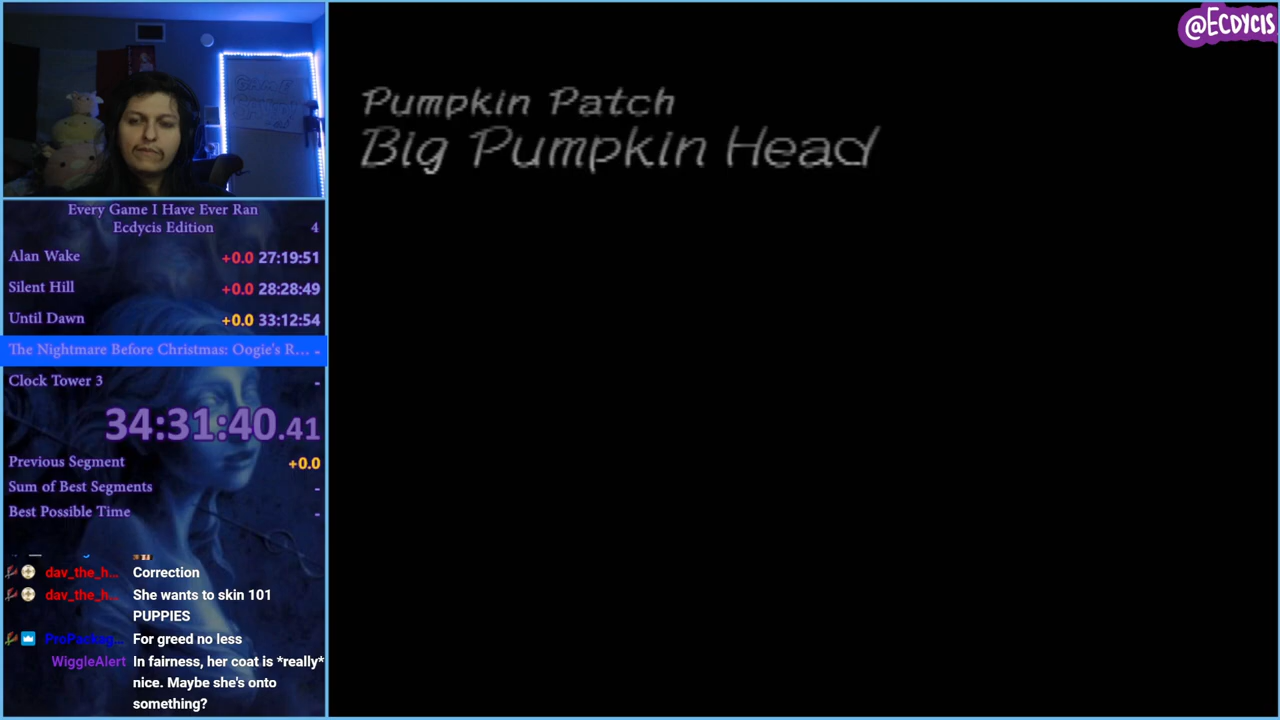 @ECDYCIS
Pumpkin Patch
Big Pumpkin Head
Every Game I Have Ever Ran
Ecdycis Edition 4
Alan Wake +0.0 27:19:51
Silent Hill +0.0 28:28:49
Until Dawn +0.0 33:12:54
The Nightmare Before Christmas: Oogie's R... -
Clock Tower 3 -
34:31:40.41
Previous Segment +0.0
Sum of Best Segments -
Best Possible Time -
dav_the_h... Correction
dav_the_h... She wants to skin 101
PUPPIES
For greed no less
WiggleAlert In fairness, her coat is *really*
nice. Maybe she's onto
something?